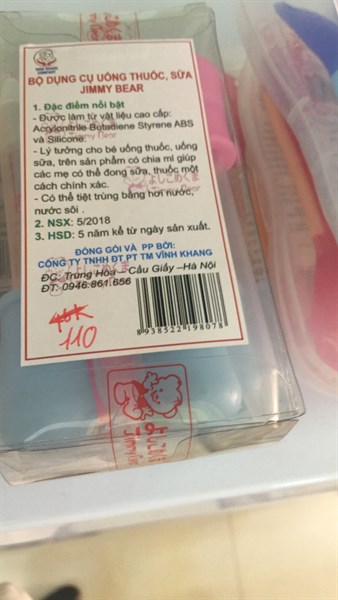 BỘ DỤNG CỤ UỐNG THUỐC, SỮA
JIMMY BEAR
1. Đặc điểm nổi bật
- Được làm từ vật liệu cao cấp:
Acrylonitrile Botadiene Styrene ABS
và Silicone.
- Lý tưởng cho bé uống thuốc, uống
sữa, trên sản phẩm có chia ml giúp
các mẹ có thể đong sữa, thuốc một
cách chính xác.
- Có thể tiệt trùng bằng hơi nước,
nước sôi .
2. NSX: 5/2018
3. HSD: 5 năm kể từ ngày sản xuất.
ĐÓNG GÓI VÀ PP BỞI:
CÔNG TY TNHH ĐT PT TM VĨNH KHANG
ĐC: Trung Hòa – Cầu Giấy –Hà Nội
ĐT: 0946.861.656
110
8938522198078